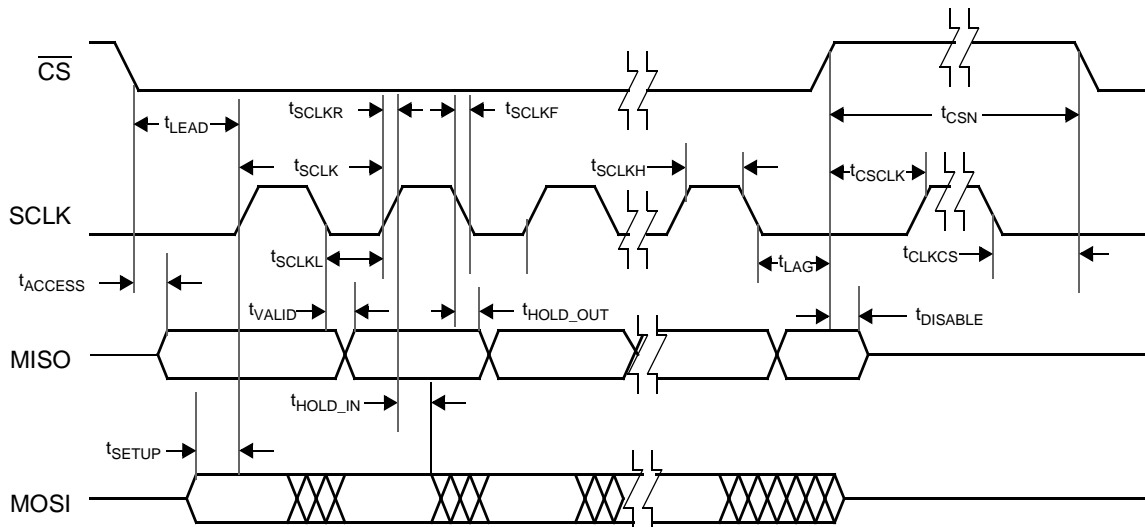 CS
tLEAD
tSCLKR
tSCLKF
tCSN
tSCLK
tSCLKH
tCSCLK
SCLK
tSCLKL
tLAG
tCLKCS
tACCESS
tVALID
tHOLD_OUT
tDISABLE
MISO
tHOLD_IN
tSETUP
MOSI